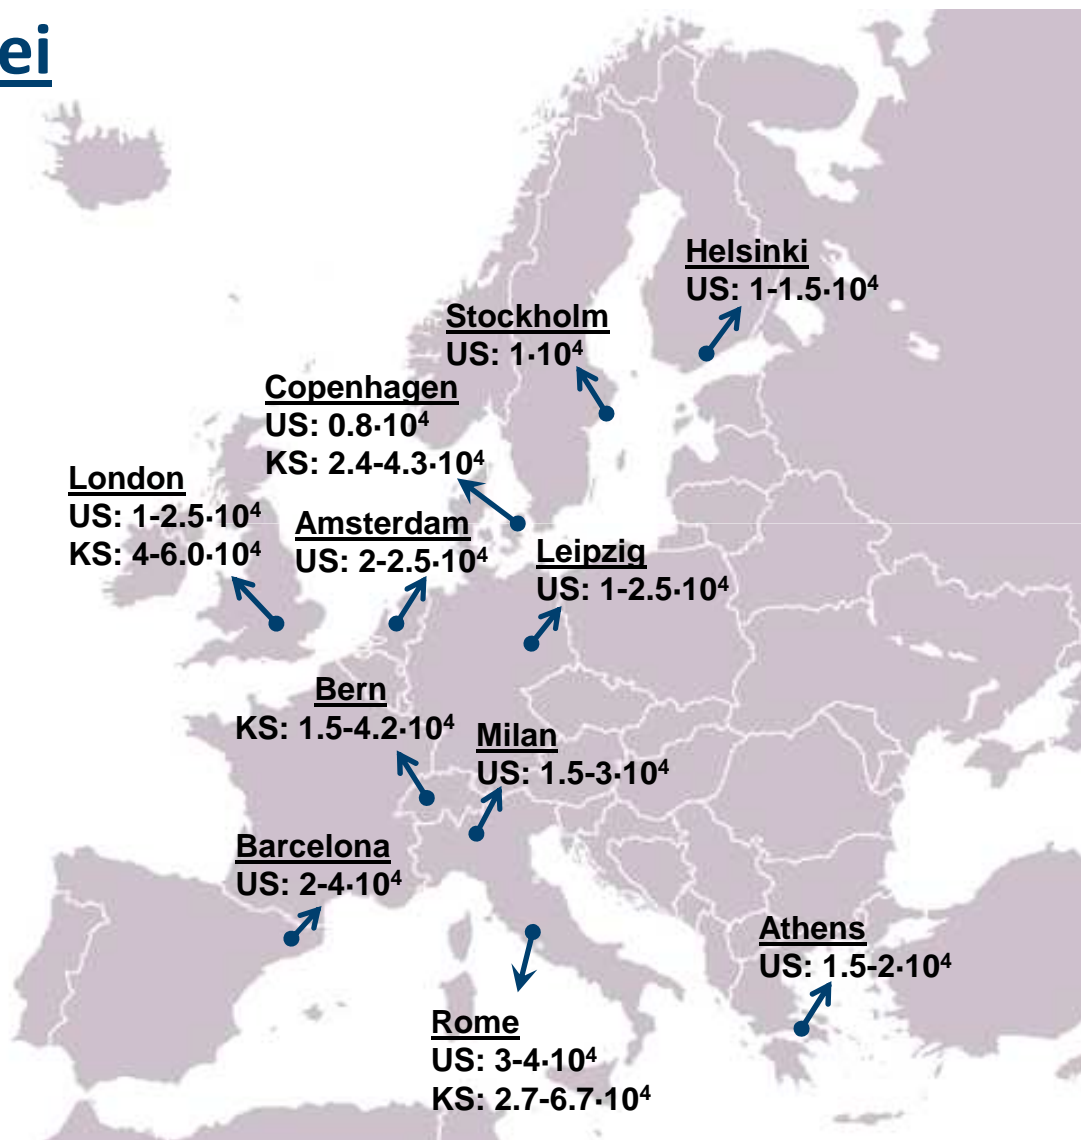 ei
Helsinki
US: 1-1.5·10⁴
Stockholm
US: 1·10⁴
Copenhagen
US: 0.8·10⁴
KS: 2.4-4.3·10⁴
London
US: 1-2.5·10⁴
KS: 4-6.0·10⁴
Amsterdam
US: 2-2.5·10⁴
Leipzig
US: 1-2.5·10⁴
Bern
KS: 1.5-4.2·10⁴
Milan
US: 1.5-3·10⁴
Barcelona
US: 2-4·10⁴
Athens
US: 1.5-2·10⁴
Rome
US: 3-4·10⁴
KS: 2.7-6.7·10⁴